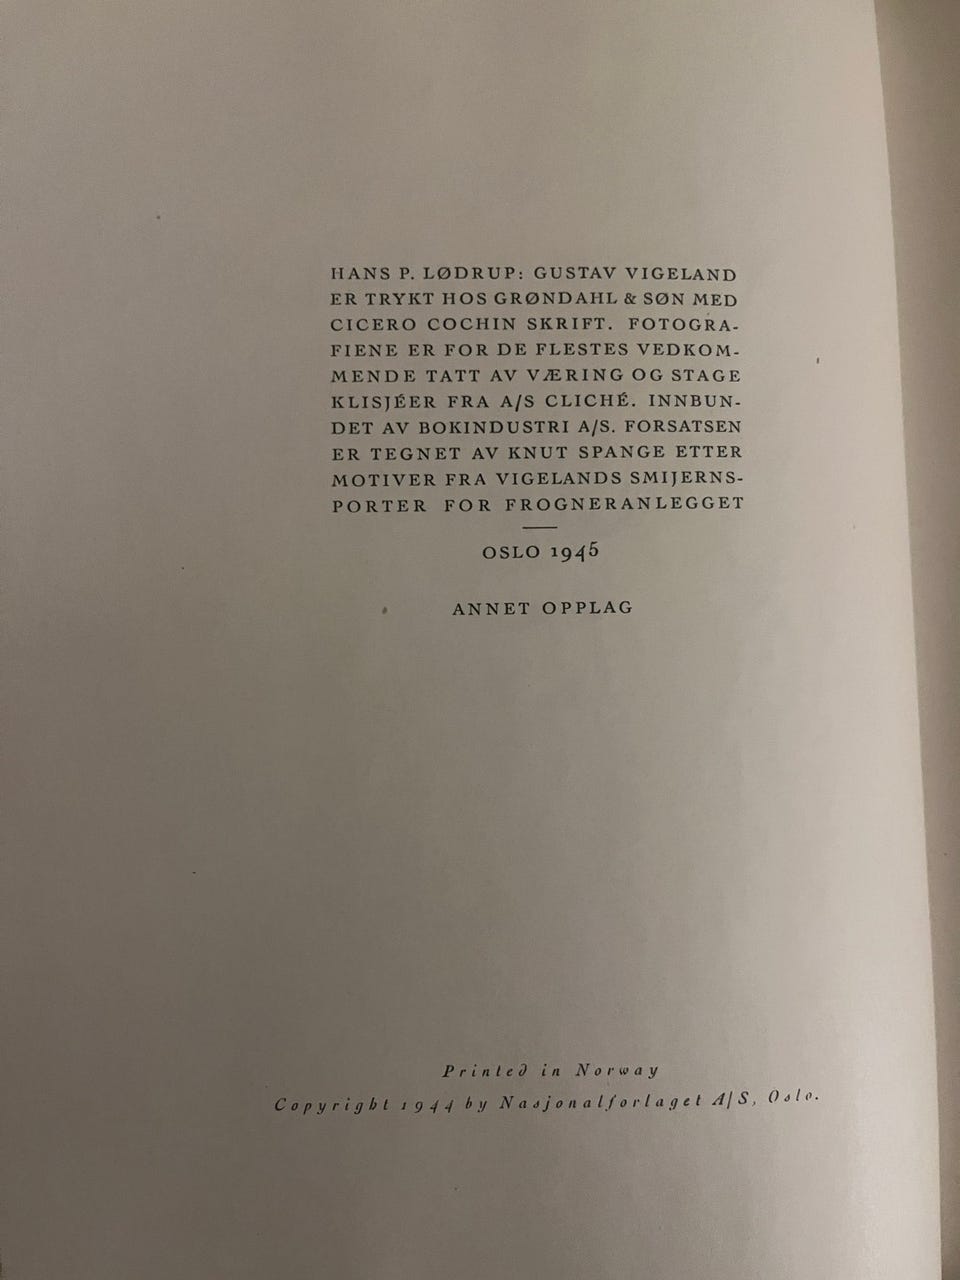 HANS P. LØDRUP: GUSTAV VIGELAND
ER TRYKT HOS GRØNDAHL & SØN MED
CICERO COCHIN SKRIFT. FOTOGRA-
FIENE ER FOR DE FLESTES VEDKOM-
MENDE TATT AV VÆRING OG STAGE
KLISJÉER FRA A/S CLICHÉ. INNBUN-
DET AV BOKINDUSTRI A/S. FORSATSEN
ER TEGNET AV KNUT SPANGE ETTER
MOTIVER FRA VIGELANDS SMIJERNS-
PORTER FOR FROGNERANLEGGET
OSLO 1945
ANNET OPPLAG
Printed in Norway
Copyright 1944 by Nasjonalforlaget A/S, Oslo.